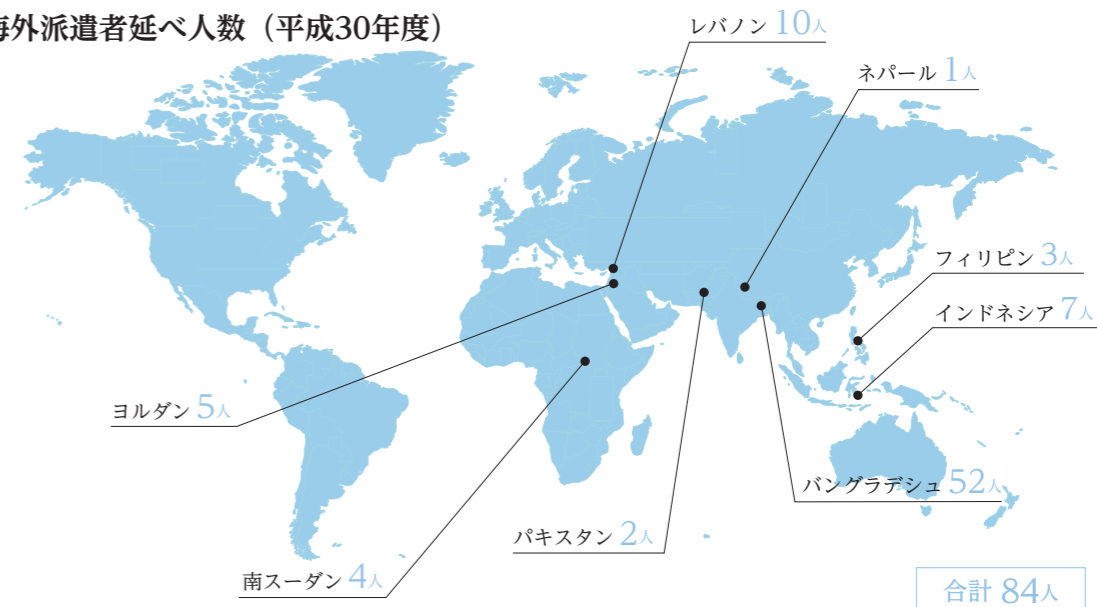 海外派遣者延べ人数（平成30年度）
レバノン 10人
ネパール 1人
フィリピン 3人
インドネシア 7人
ヨルダン 5人
バングラデシュ 52人
パキスタン 2人
南スーダン 4人
合計 84人